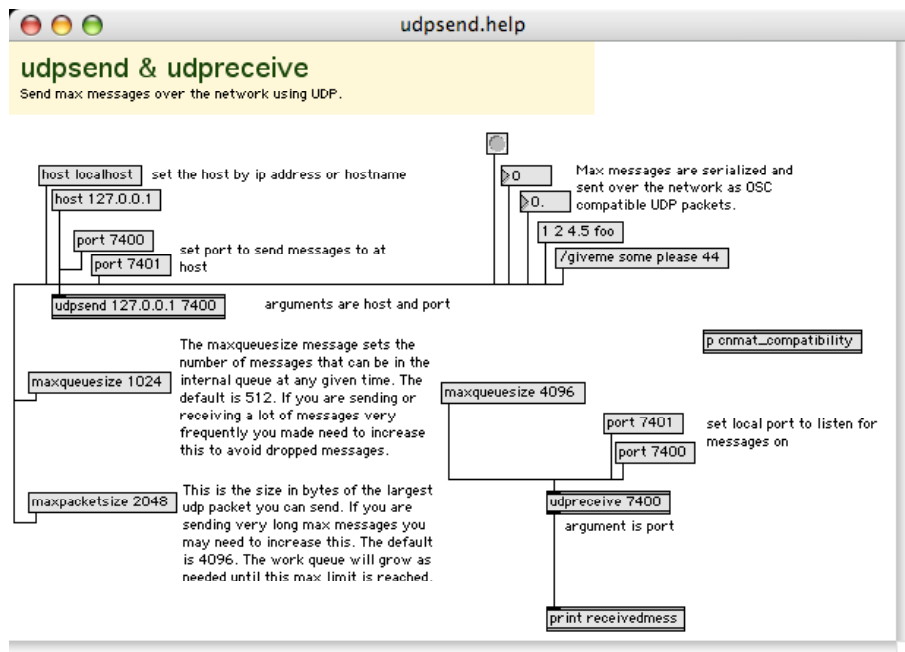 udpsend.help
udpsend & udpreceive
Send max messages over the network using UDP.
host localhost
set the host by ip address or hostname
host 127.0.0.1
port 7400
port 7401
set port to send messages to at
host
udpsend 127.0.0.1 7400
arguments are host and port
0
0.
1 2 4.5 foo
/giveme some please 44
Max messages are serialized and
sent over the network as OSC
compatible UDP packets.
p cnmat_compatibility
maxqueuesize 1024
The maxqueuesize message sets the
number of messages that can be in the
internal queue at any given time. The
default is 512. If you are sending or
receiving a lot of messages very
frequently you made need to increase
this to avoid dropped messages.
maxpacketsize 2048
This is the size in bytes of the largest
udp packet you can send. If you are
sending very long max messages you
may need to increase this. The default
is 4096. The work queue will grow as
needed until this max limit is reached.
maxqueuesize 4096
port 7401
port 7400
set local port to listen for
messages on
udpreceive 7400
argument is port
print receivedmess